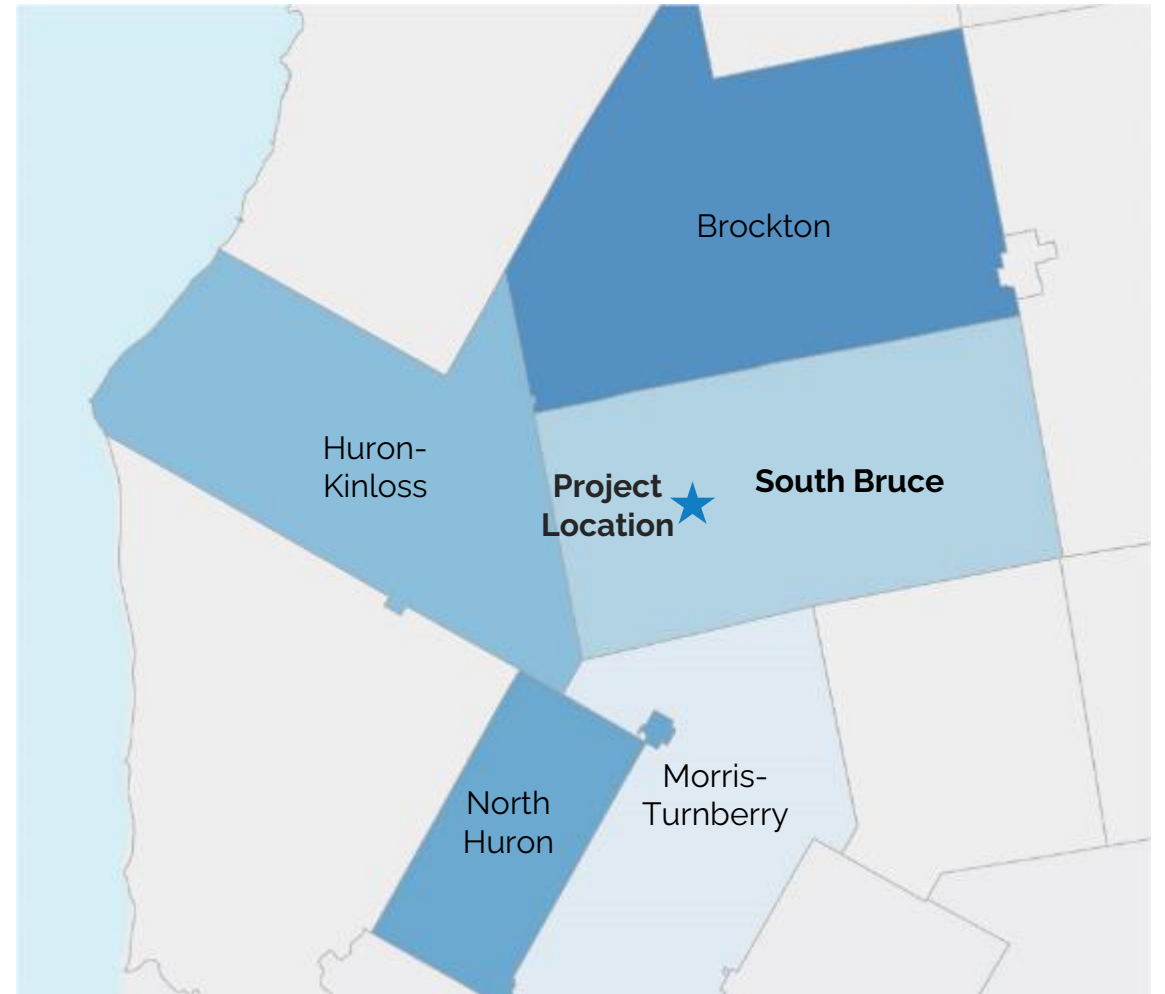 Brockton
Huron-
Kinloss
Project
Location
South Bruce
Morris-
Turnberry
North
Huron